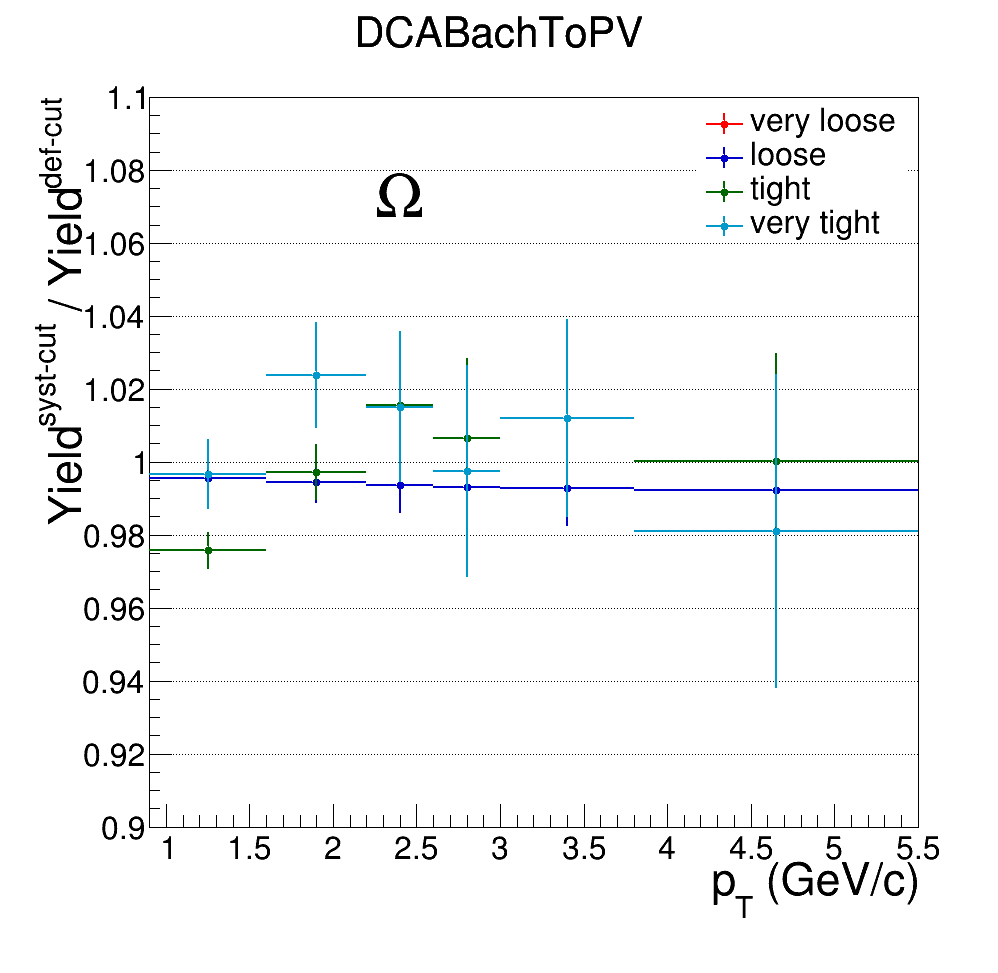 DCABachToPV
Yield^syst-cut / Yield^def-cut
1.1
1.08
1.06
1.04
1.02
1
0.98
0.96
0.94
0.92
0.9
Ω
very loose
loose
tight
very tight
1 1.5 2 2.5 3 3.5 4 4.5 5 5.5
p_T (GeV/c)